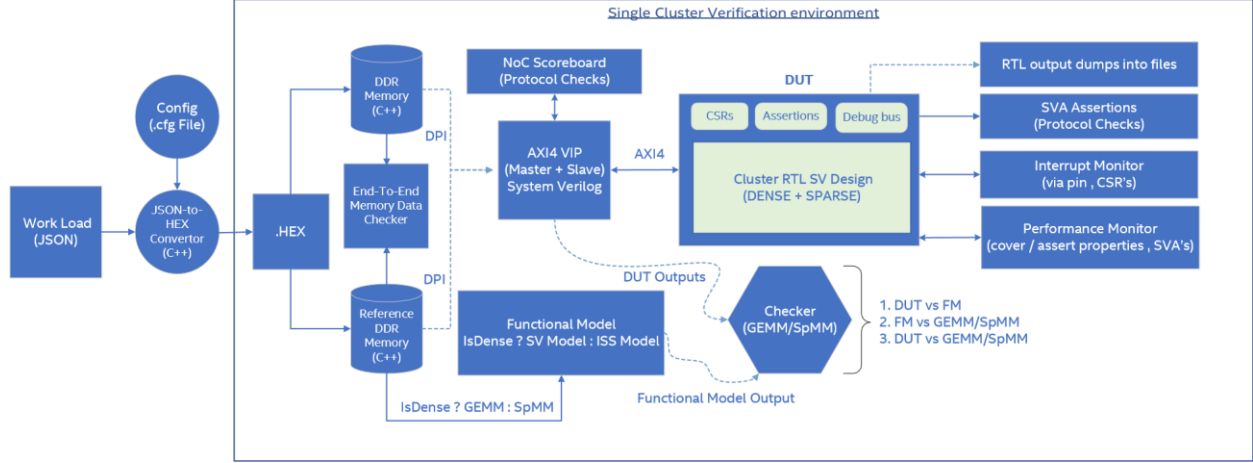 Single Cluster Verification environment
Config
(.cfg File)
Work Load
(JSON)
JSON-to-
HEX
Convertor
(C++)
.HEX
DDR
Memory
(C++)
DPI
End-To-End
Memory Data
Checker
DPI
Reference
DDR
Memory
(C++)
IsDense ? GEMM : SpMM
NoC Scoreboard
(Protocol Checks)
AXI4 VIP
(Master + Slave)
System Verilog
AXI4
DUT
CSRs
Assertions
Debug bus
Cluster RTL SV Design
(DENSE + SPARSE)
RTL output dumps into files
SVA Assertions
(Protocol Checks)
Interrupt Monitor
(via pin , CSR's)
Performance Monitor
(cover / assert properties , SVA's)
DUT Outputs
Functional Model
IsDense ? SV Model : ISS Model
Functional Model Output
Checker
(GEMM/SpMM)
1. DUT vs FM
2. FM vs GEMM/SpMM
3. DUT vs GEMM/SpMM